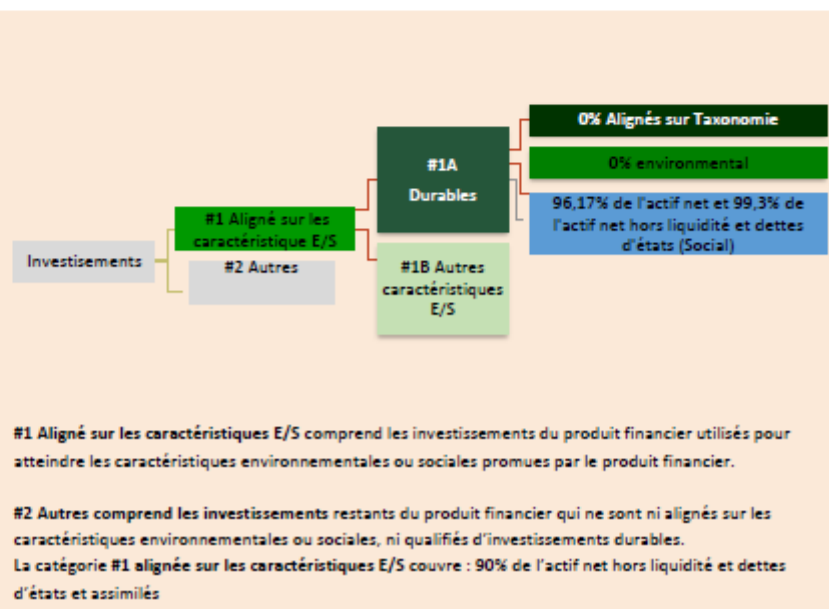 0% Alignés sur Taxonomie
#1A
Durables
0% environmental
96,17% de l'actif net et 99,3% de
l'actif net hors liquidité et dettes
d'états (Social)
#1 Aligné sur les
caractéristique E/S
Investisements
#2 Autres
#1B Autres
caractéristiques
E/S
#1 Aligné sur les caractéristiques E/S comprend les investissements du produit financier utilisés pour
atteindre les caractéristiques environnementales ou sociales promues par le produit financier.
#2 Autres comprend les investissements restants du produit financier qui ne sont ni alignés sur les
caractéristiques environnementales ou sociales, ni qualifiés d'investissements durables.
La catégorie #1 alignée sur les caractéristiques E/S couvre : 90% de l'actif net hors liquidité et dettes
d'états et assimilés